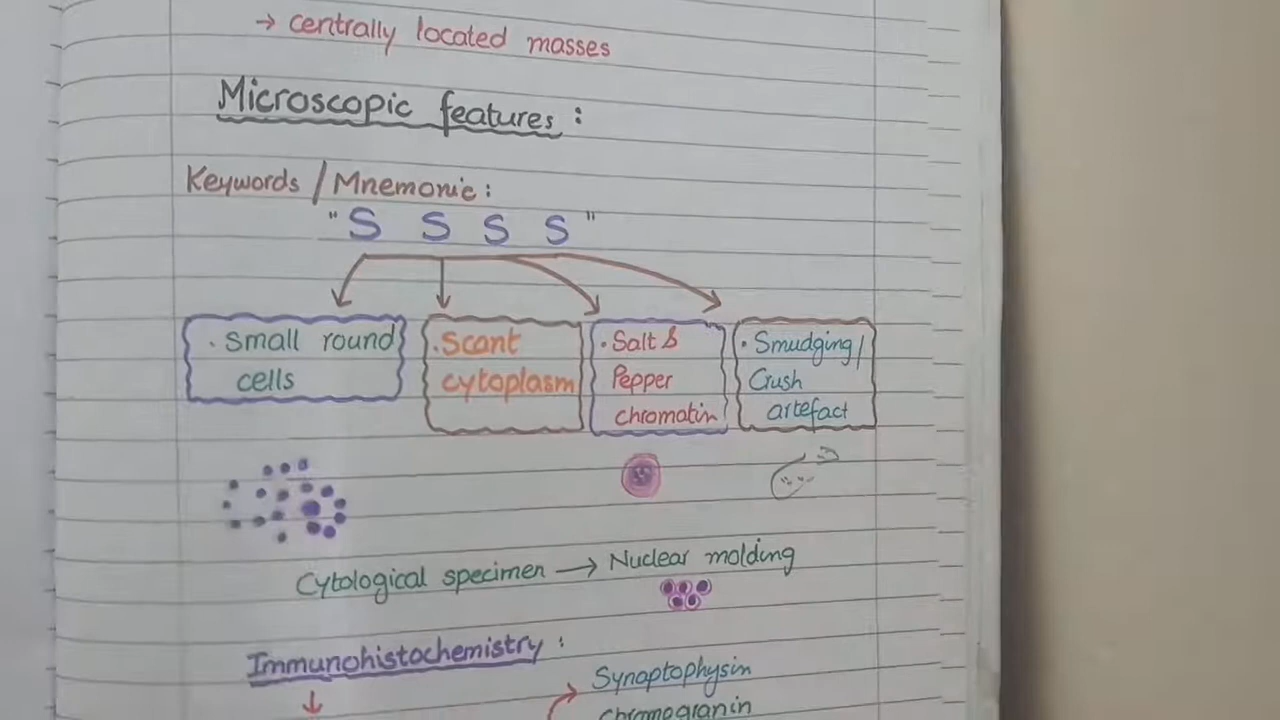 → centrally located masses
Microscopic features :
Keywords / Mnemonic :
"S S S S"
· Small round
cells
· Scant
cytoplasm
· Salt &
Pepper
chromatin
· Smudging/
Crush
artefact
Cytological specimen → Nuclear molding
Immunohistochemistry :
Synaptophysin
chromogranin